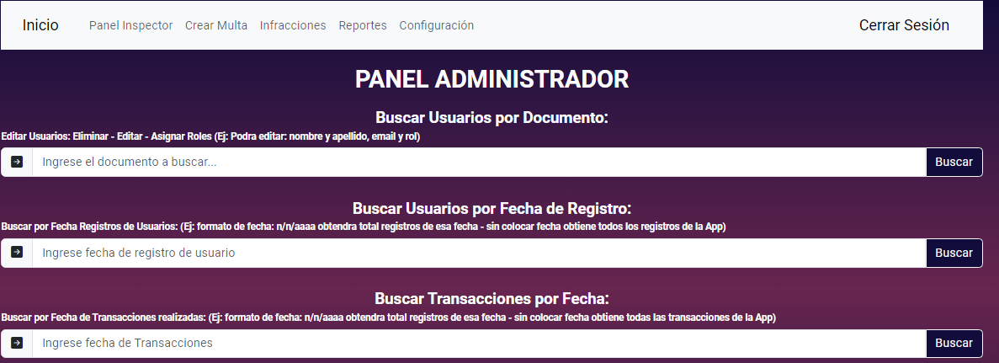 Inicio Panel Inspector Crear Multa Infracciones Reportes Configuración Cerrar Sesión
PANEL ADMINISTRADOR
Buscar Usuarios por Documento:
Editar Usuarios: Eliminar - Editar - Asignar Roles (Ej: Podra editar: nombre y apellido, email y rol)
Ingrese el documento a buscar... Buscar
Buscar Usuarios por Fecha de Registro:
Buscar por Fecha Registros de Usuarios: (Ej: formato de fecha: n/n/aaaa obtendra total registros de esa fecha - sin colocar fecha obtiene todos los registros de la App)
Ingrese fecha de registro de usuario Buscar
Buscar Transacciones por Fecha:
Buscar por Fecha de Transacciones realizadas: (Ej: formato de fecha: n/n/aaaa obtendra total registros de esa fecha - sin colocar fecha obtiene todas las transacciones de la App)
Ingrese fecha de Transacciones Buscar